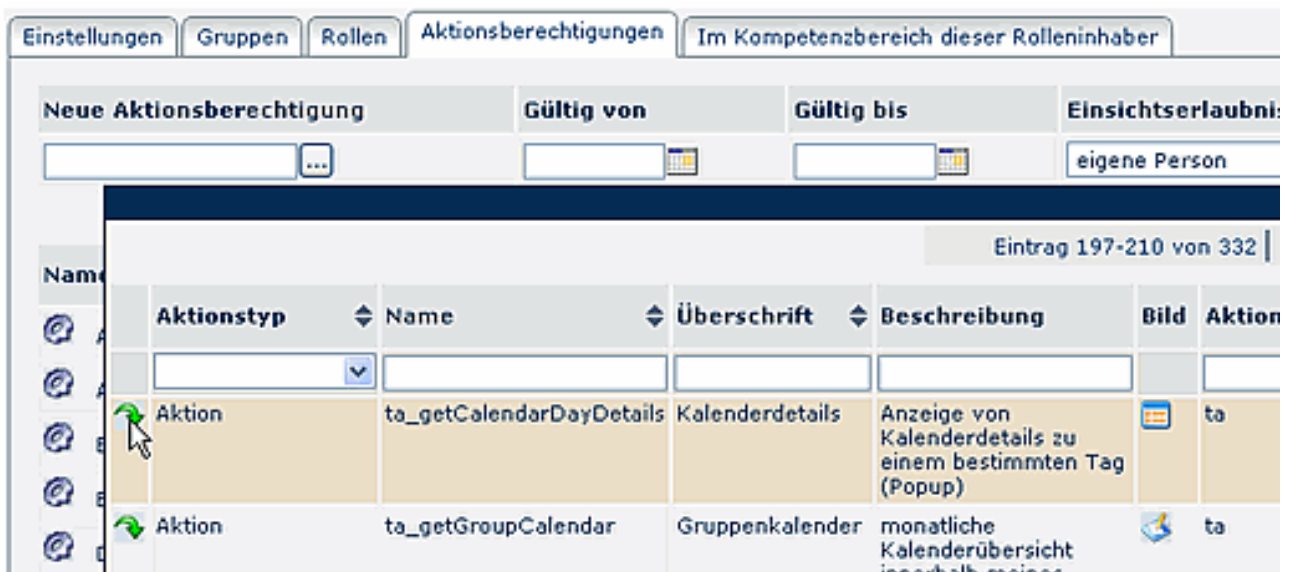 Einstellungen Gruppen Rollen Aktionsberechtigungen Im Kompetenzbereich dieser Rolleninhaber
Neue Aktionsberechtigung Gültig von Gültig bis
... eigene Person
Eintrag 197-210 von 332
Aktionstyp Name Überschrift Beschreibung Bild Aktion
Aktion ta_getCalendarDayDetails Kalenderdetails Anzeige von ta
Kalenderdetails zu
einem bestimmten Tag
(Popup)
Aktion ta_getGroupCalendar Gruppenkalender monatliche ta
Kalenderübersicht